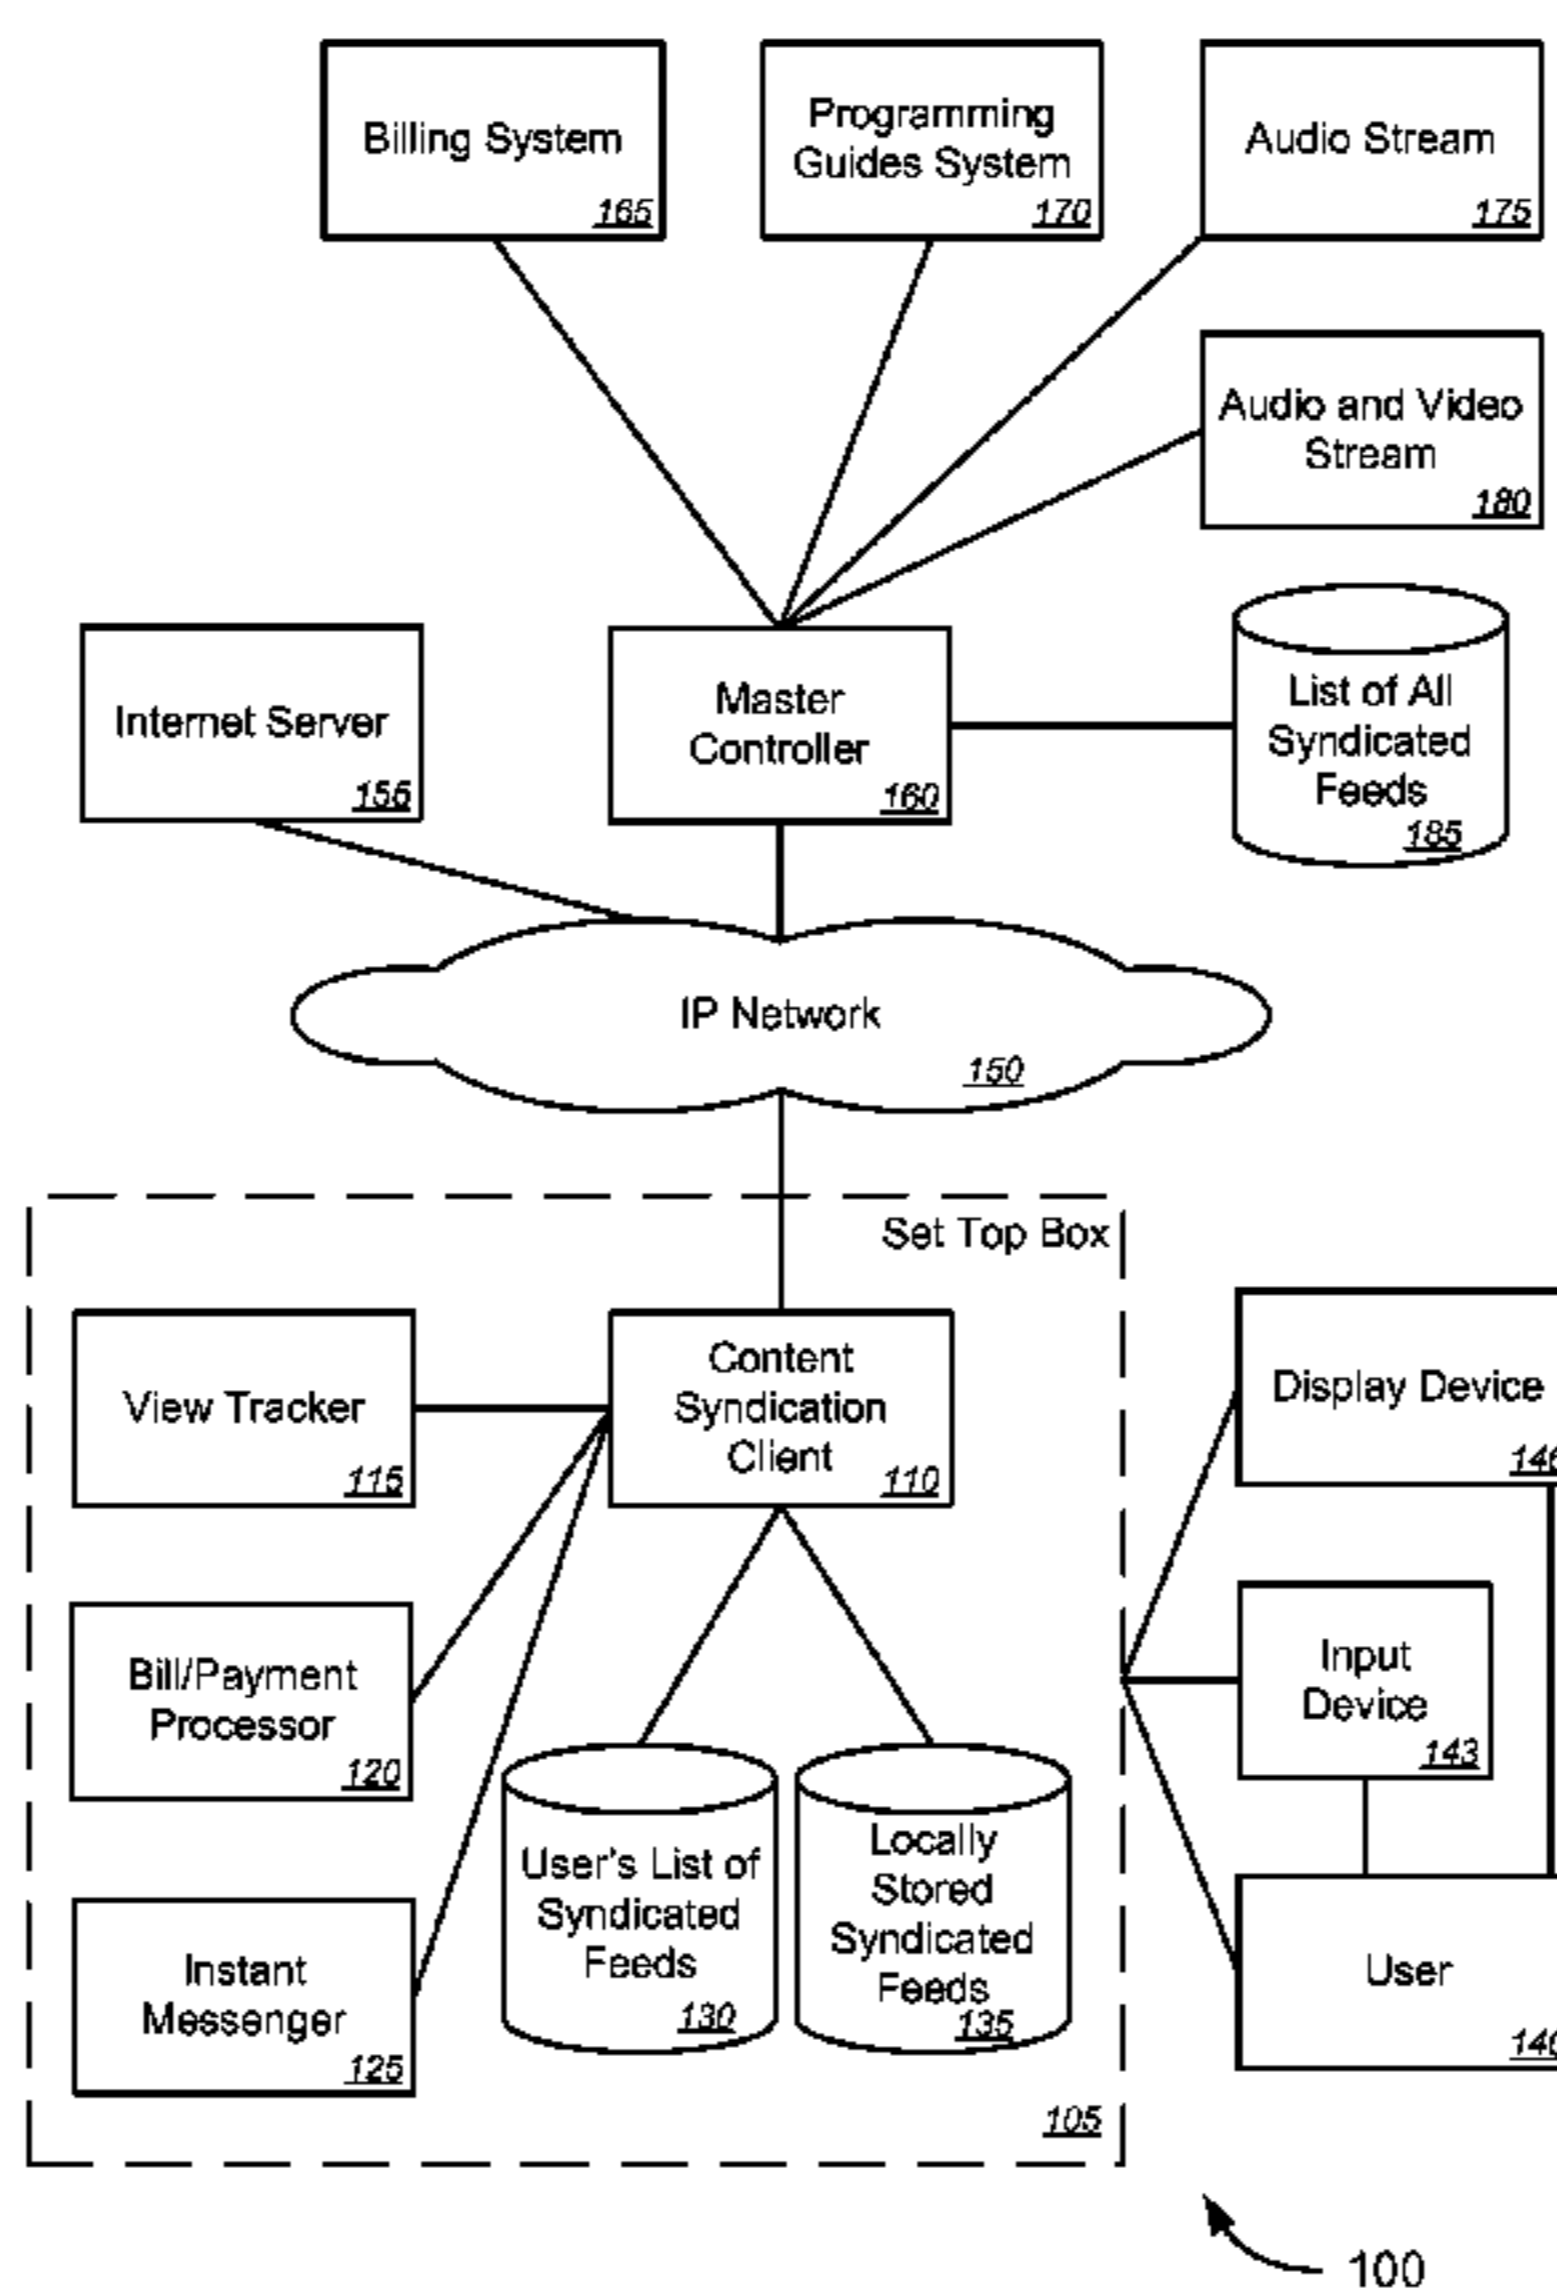 Billing System
165
Programming
Guides System
170
Audio Stream
175
Audio and Video
Stream
180
Internet Server
155
Master
Controller
160
List of All
Syndicated
Feeds
185
IP Network
150
Set Top Box
View Tracker
115
Content
Syndication
Client
110
Display Device
146
Bill/Payment
Processor
120
Input
Device
143
User's List of
Syndicated
Feeds
130
Locally
Stored
Syndicated
Feeds
135
Instant
Messenger
125
User
140
105
100